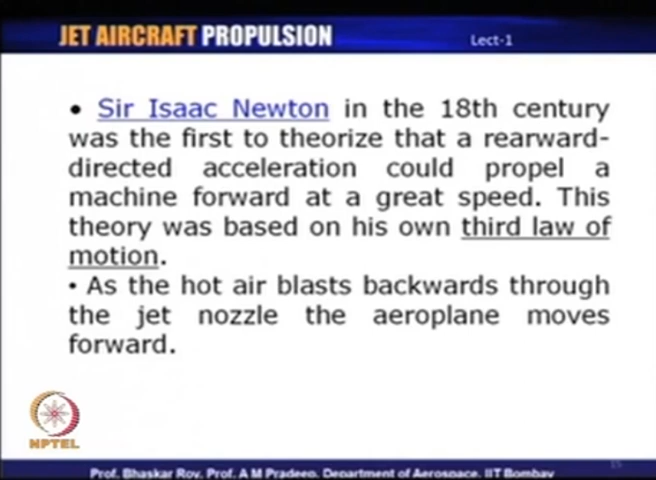 JET AIRCRAFT PROPULSION
Lect-1
• Sir Isaac Newton in the 18th century
was the first to theorize that a rearward-
directed acceleration could propel a
machine forward at a great speed. This
theory was based on his own third law of
motion.
• As the hot air blasts backwards through
the jet nozzle the aeroplane moves
forward.
NPTEL
15
Prof. Bhaskar Roy, Prof. A M Pradeep, Department of Aerospace, IIT Bombay